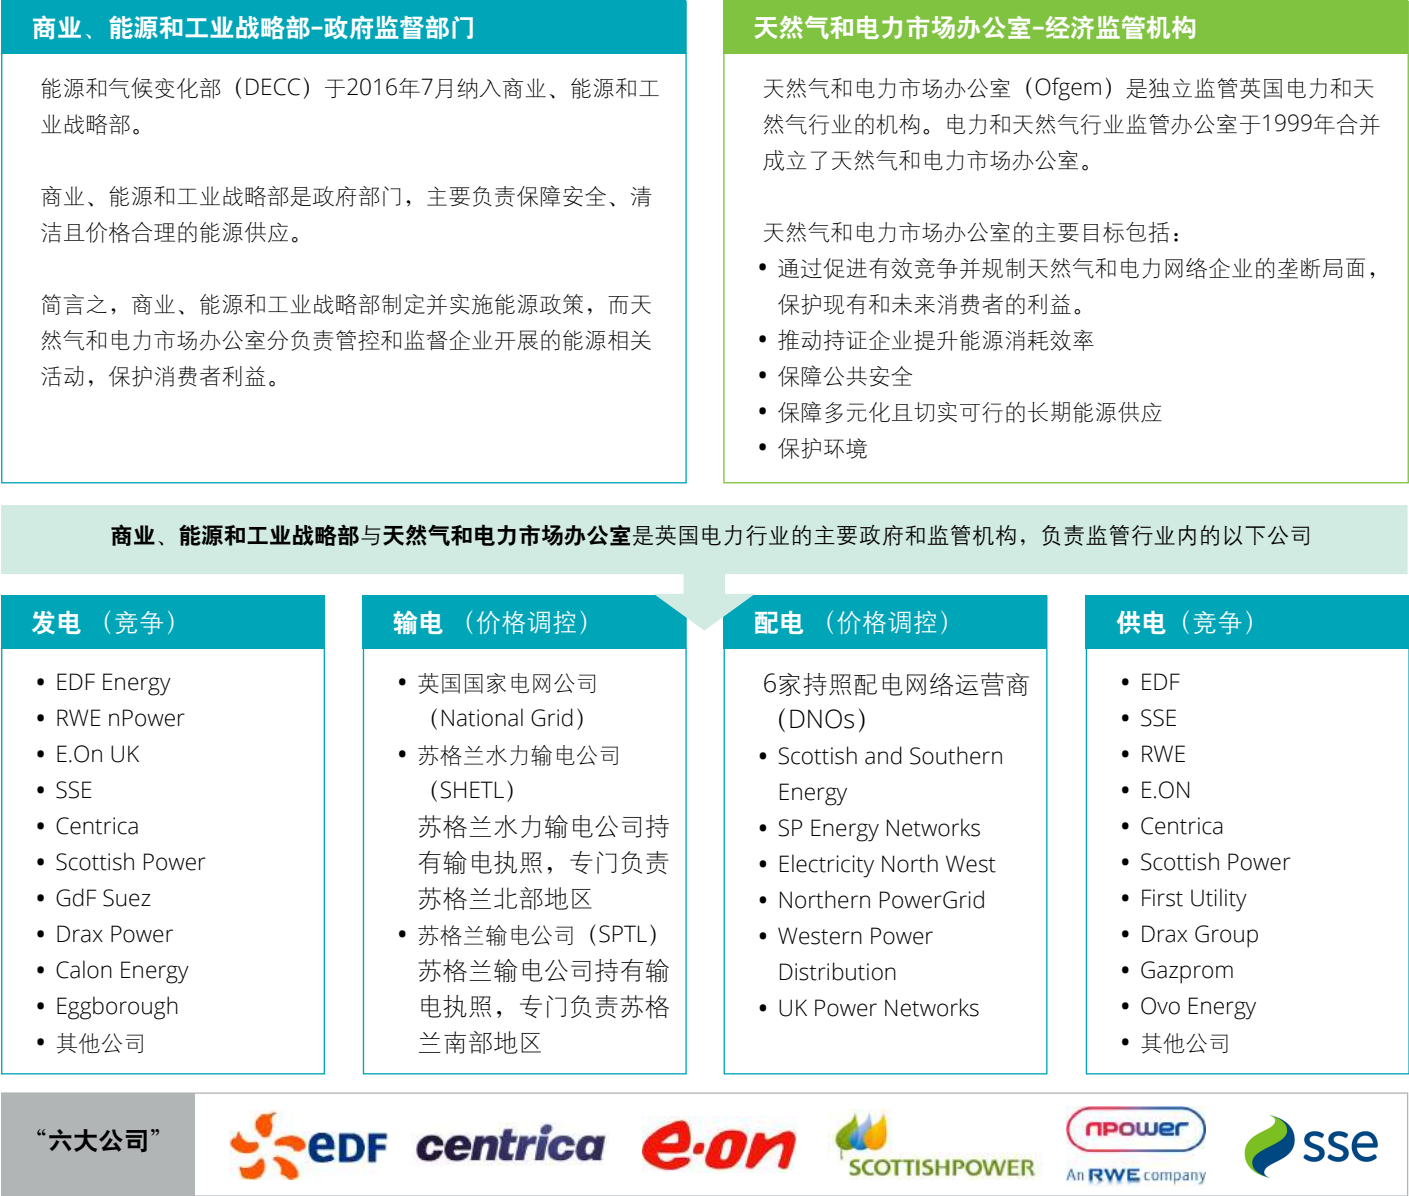 商业、能源和工业战略部–政府监督部门
能源和气候变化部（DECC）于2016年7月纳入商业、能源和工
业战略部。
商业、能源和工业战略部是政府部门，主要负责保障安全、清
洁且价格合理的能源供应。
简言之，商业、能源和工业战略部制定并实施能源政策，而天
然气和电力市场办公室分负责管控和监督企业开展的能源相关
活动，保护消费者利益。
天然气和电力市场办公室–经济监管机构
天然气和电力市场办公室（Ofgem）是独立监管英国电力和天
然气行业的机构。电力和天然气行业监管办公室于1999年合并
成立了天然气和电力市场办公室。
天然气和电力市场办公室的主要目标包括：
• 通过促进有效竞争并规制天然气和电力网络企业的垄断局面，
保护现有和未来消费者的利益。
• 推动持证企业提升能源消耗效率
• 保障公共安全
• 保障多元化且切实可行的长期能源供应
• 保护环境
商业、能源和工业战略部与天然气和电力市场办公室是英国电力行业的主要政府和监管机构，负责监管行业内的以下公司
发电（竞争）
• EDF Energy
• RWE nPower
• E.On UK
• SSE
• Centrica
• Scottish Power
• GdF Suez
• Drax Power
• Calon Energy
• Eggborough
• 其他公司
输电（价格调控）
• 英国国家电网公司
（National Grid）
• 苏格兰水力输电公司
（SHETL）
苏格兰水力输电公司持
有输电执照，专门负责
苏格兰北部地区
• 苏格兰输电公司（SPTL）
苏格兰输电公司持有输
电执照，专门负责苏格
兰南部地区
配电（价格调控）
6家持照配电网络运营商
（DNOs）
• Scottish and Southern
Energy
• SP Energy Networks
• Electricity North West
• Northern PowerGrid
• Western Power
Distribution
• UK Power Networks
供电（竞争）
• EDF
• SSE
• RWE
• E.ON
• Centrica
• Scottish Power
• First Utility
• Drax Group
• Gazprom
• Ovo Energy
• 其他公司
“六大公司”
eDF
centrica
e·on
SCOTTISHPOWER
npower
An RWE company
sse